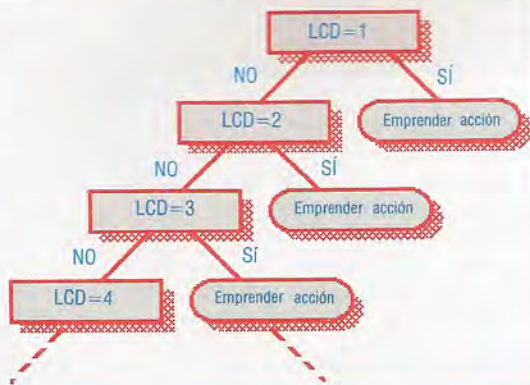 LCD=1
NO
SÍ
LCD=2
Emprender acción
NO
SÍ
LCD=3
Emprender acción
NO
SÍ
LCD=4
Emprender acción